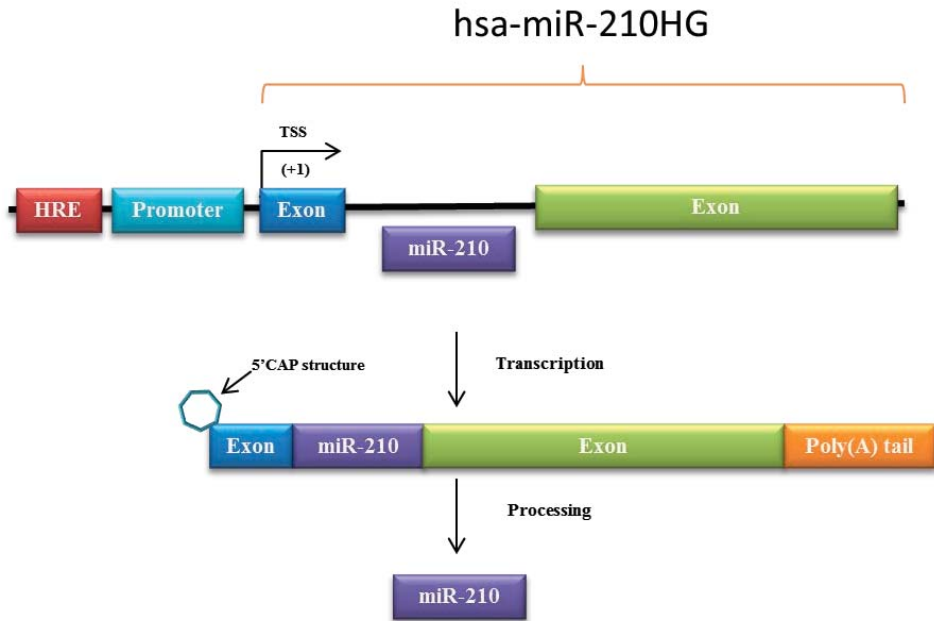 hsa-miR-210HG
TSS
(+1)
HRE
Promoter
Exon
Exon
miR-210
Transcription
5'CAP structure
Exon
miR-210
Exon
Poly(A) tail
Processing
miR-210